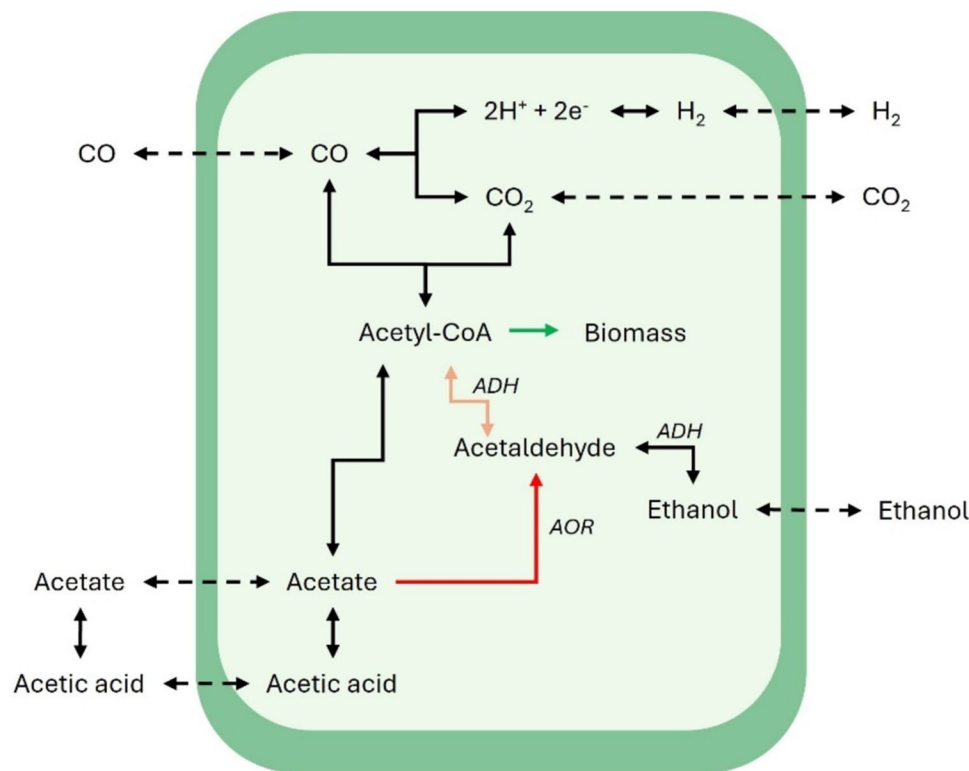 2H⁺ + 2e⁻
H₂
H₂
CO
CO
CO₂
CO₂
Acetyl-CoA
Biomass
ADH
Acetaldehyde
ADH
Ethanol
Ethanol
AOR
Acetate
Acetate
Acetic acid
Acetic acid